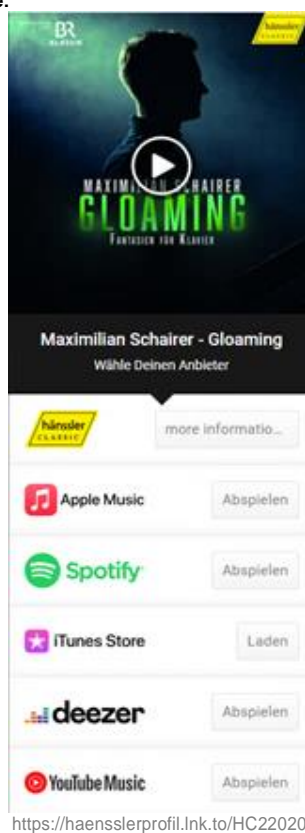 e.
BR
KLASSIK
hänssler
CLASSIC
MAXIMILIAN SCHAIRER
GLOAMING
FANTASIEN FÜR KLAVIER
Maximilian Schairer - Gloaming
Wähle Deinen Anbieter
hänssler CLASSIC more informatio...
Apple Music Abspielen
Spotify Abspielen
iTunes Store Laden
deezer Abspielen
YouTube Music Abspielen
https://haensslerprofil.lnk.to/HC22020